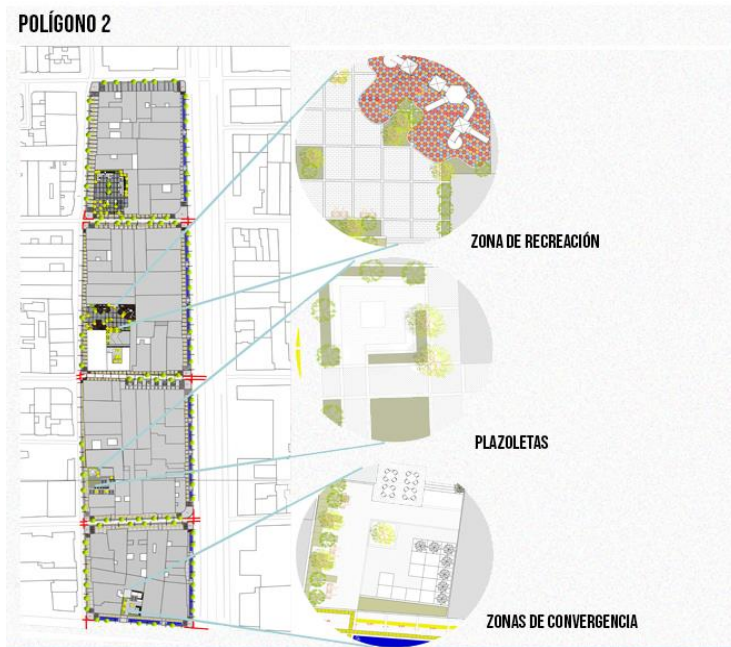 POLÍGONO 2
ZONA DE RECREACIÓN
PLAZOLETAS
ZONAS DE CONVERGENCIA